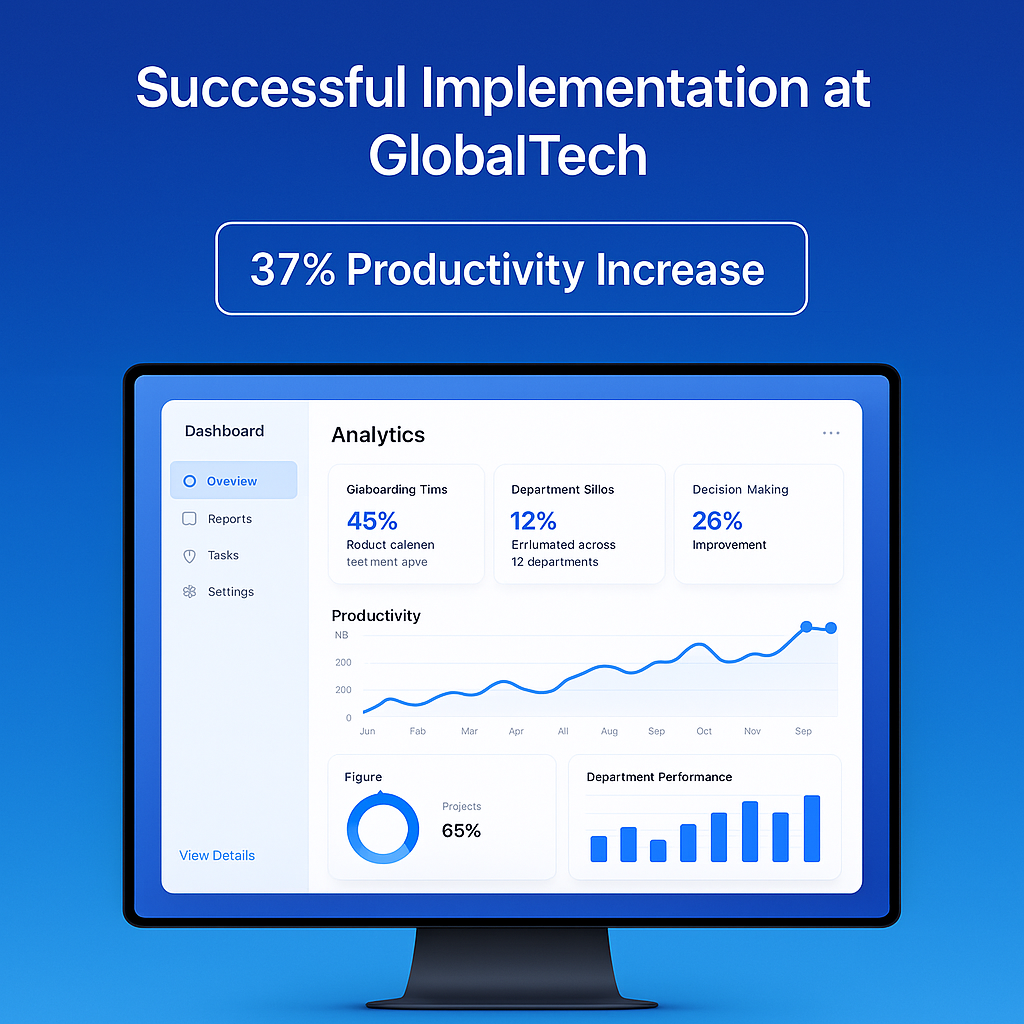 Successful Implementation at
GlobalTech
37% Productivity Increase
Dashboard
Oveview
Reports
Tasks
Settings
View Details
Analytics
Giaboarding Tims
45%
Roduct calenen
teet ment apve
Department Sillos
12%
Errlumated across
12 departments
Decision Making
26%
Improvement
Productivity
NB
200
200
0
Jun Fab Mar Apr All Aug Sep Oct Nov Sep
Figure
Projects
65%
Department Performance